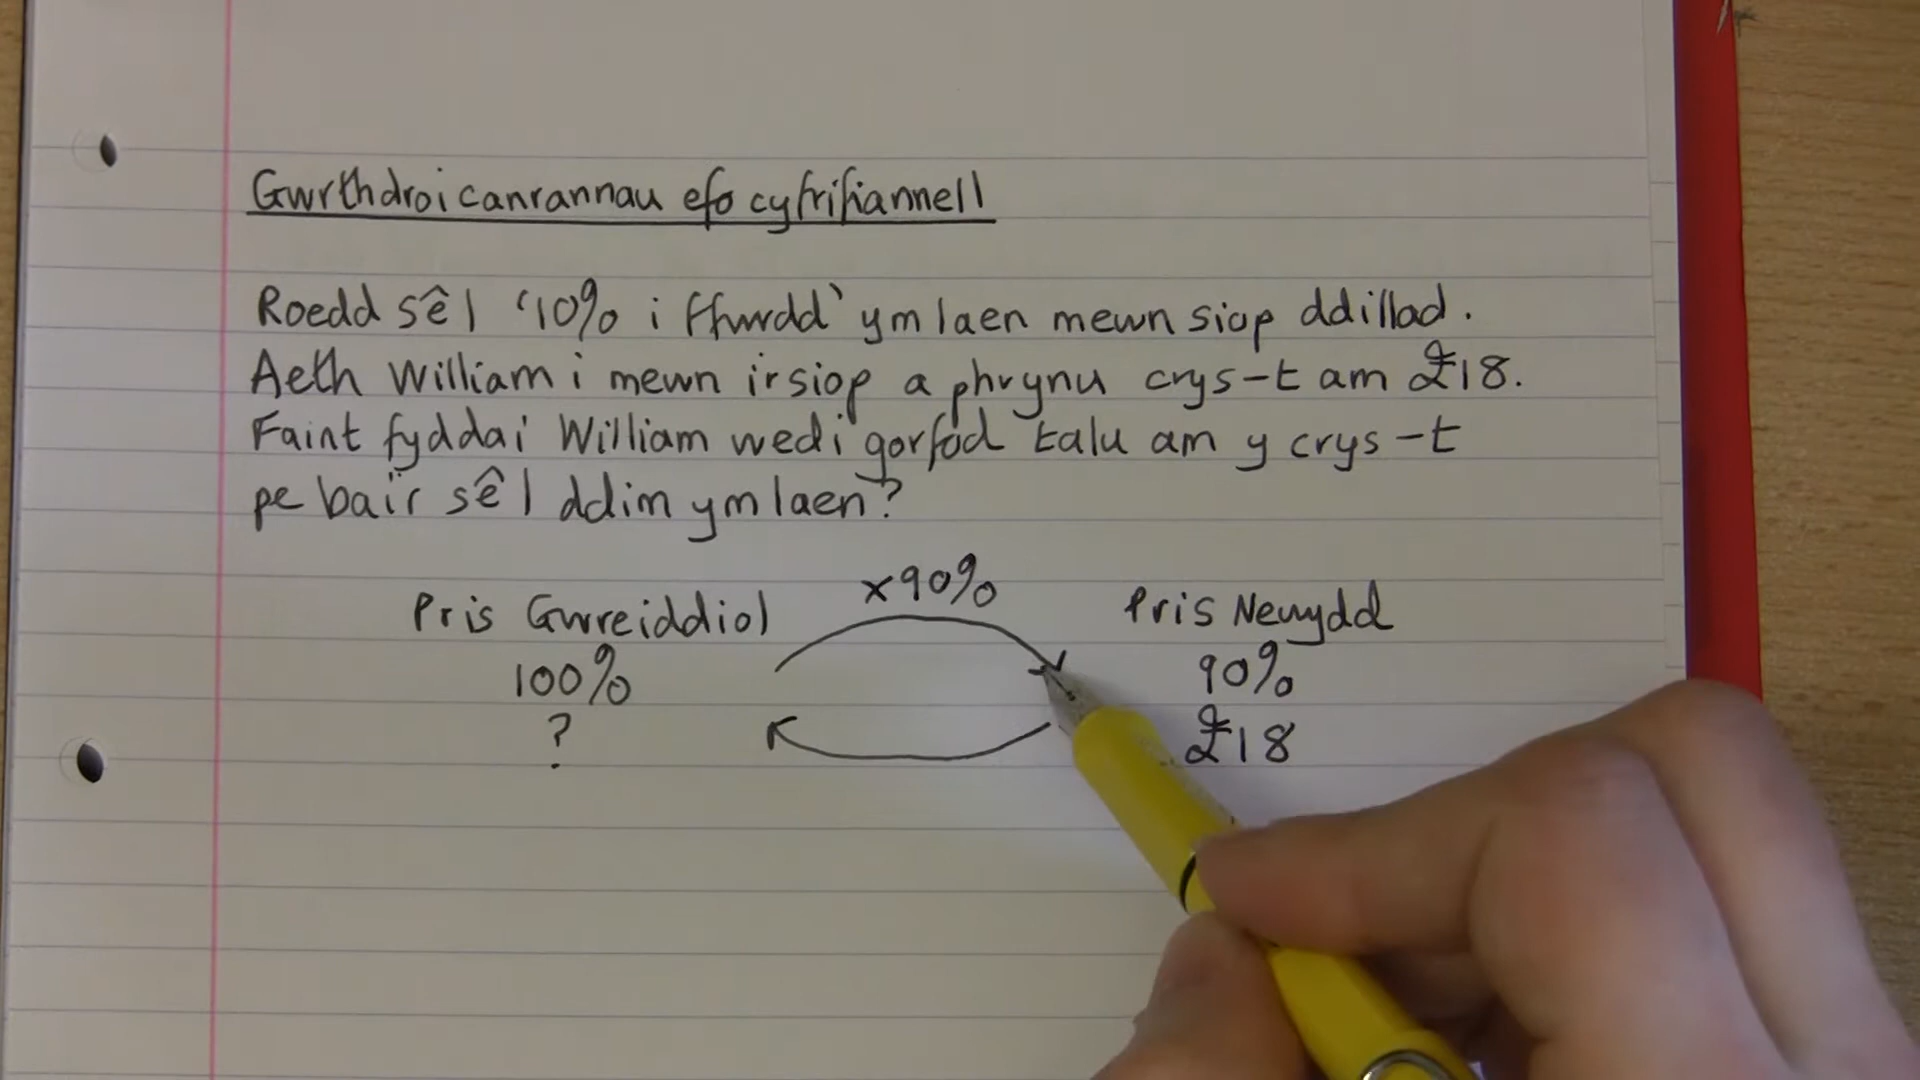 Gwrthdroi canrannau efo cyfrifiannell
Roedd sêl '10% i ffwrdd' ymlaen mewn siop ddillad.
Aeth William i mewn i'r siop a phrynu crys-t am £18.
Faint fyddai William wedi gorfod talu am y crys-t
pe bai'r sêl ddim ymlaen?
×90%
Pris Gwreiddiol Pris Newydd
100% 90%
? £18